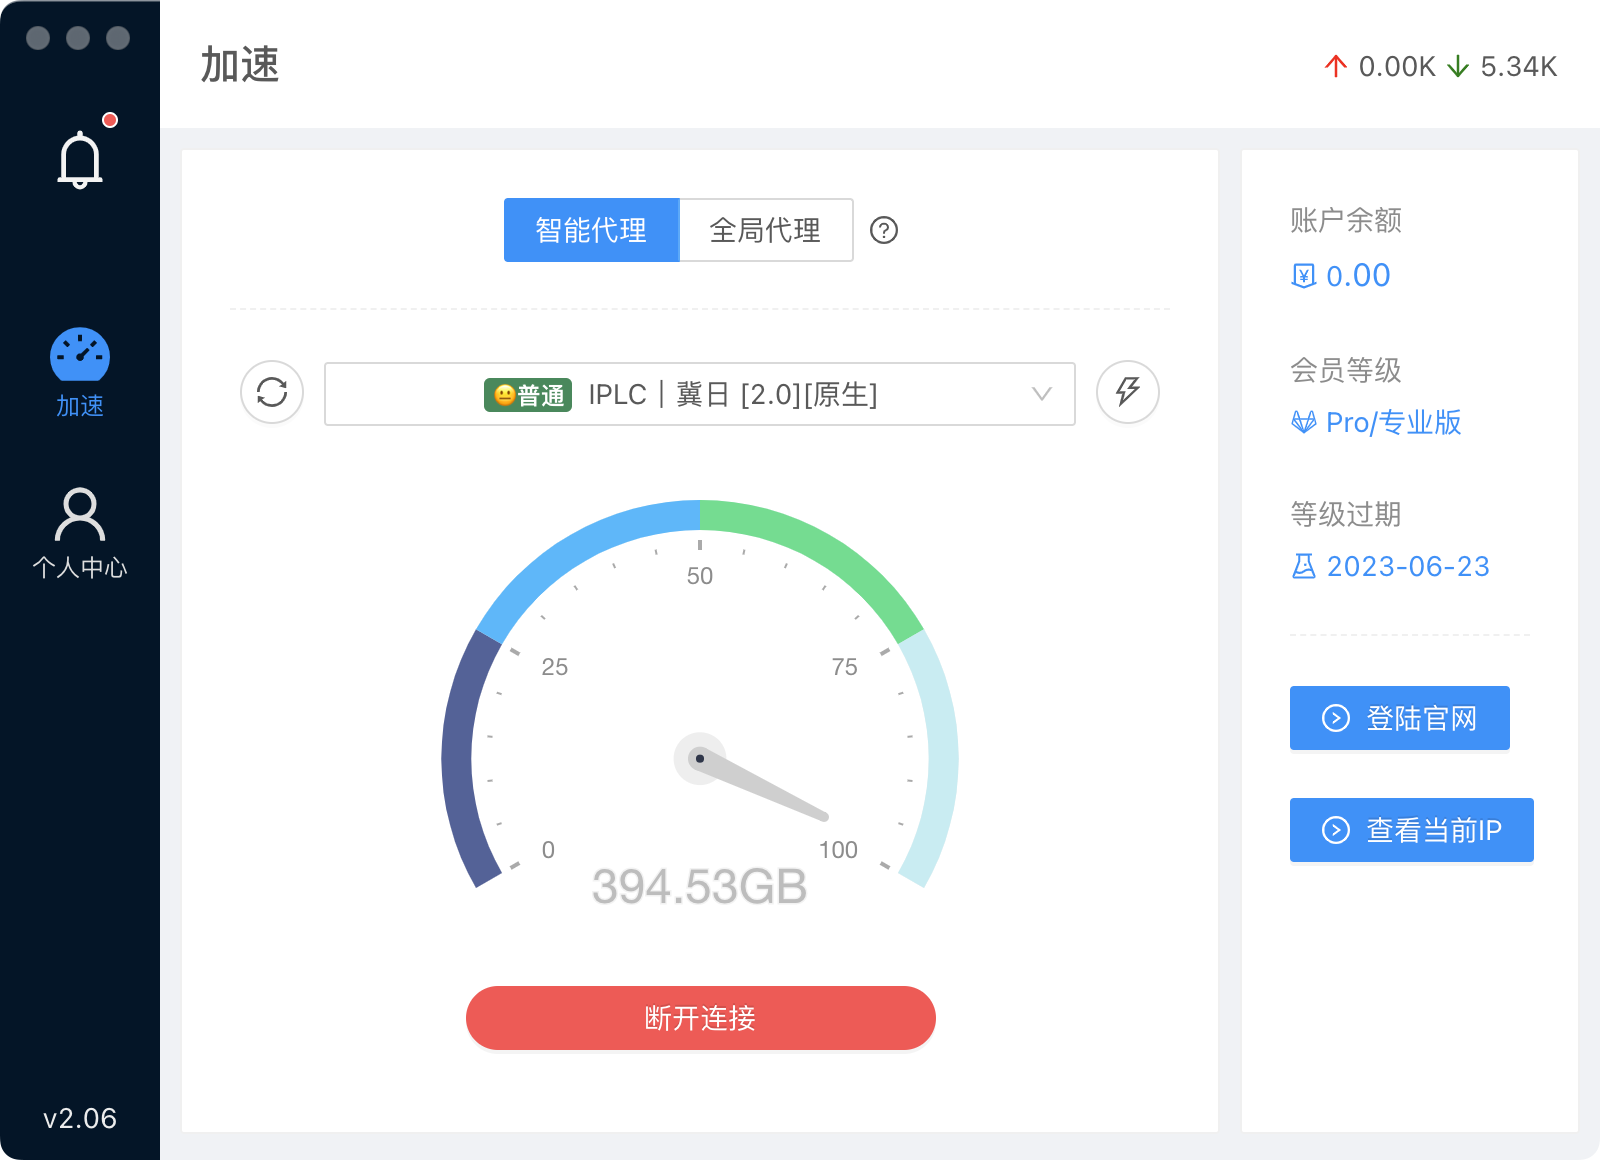 加速
0.00K 5.34K
加速
个人中心
v2.06
智能代理 全局代理
普通 IPLC｜冀日 [2.0][原生]
50
25 75
0 100
394.53GB
断开连接
账户余额
0.00
会员等级
Pro/专业版
等级过期
2023-06-23
登陆官网
查看当前IP